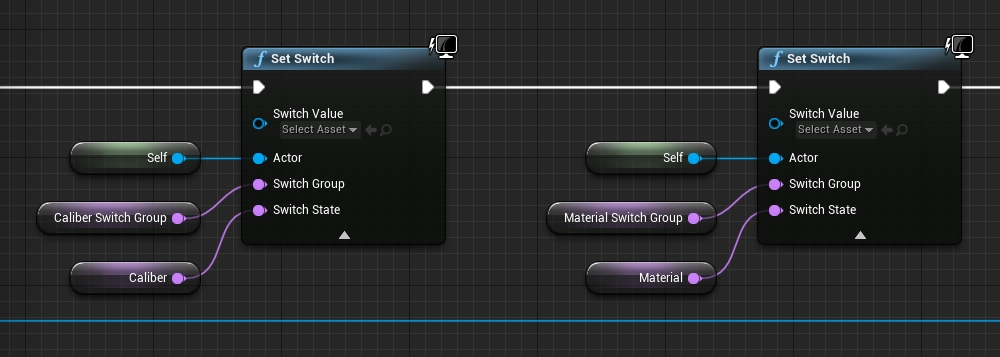 f Set Switch
Switch Value
Select Asset
Self
Actor
Switch Group
Caliber Switch Group
Switch State
Caliber
f Set Switch
Switch Value
Select Asset
Self
Actor
Switch Group
Material Switch Group
Switch State
Material